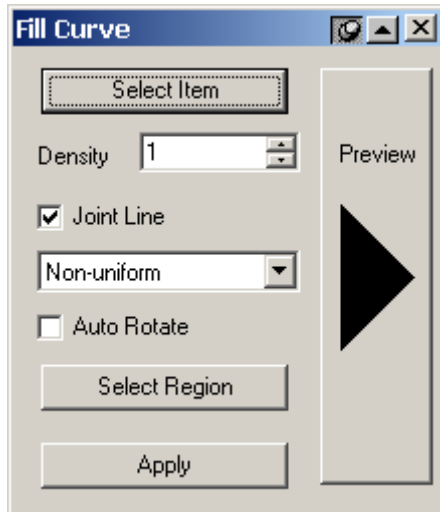 Fill Curve
Select Item
Density 1
Preview
Joint Line
Non-uniform
Auto Rotate
Select Region
Apply